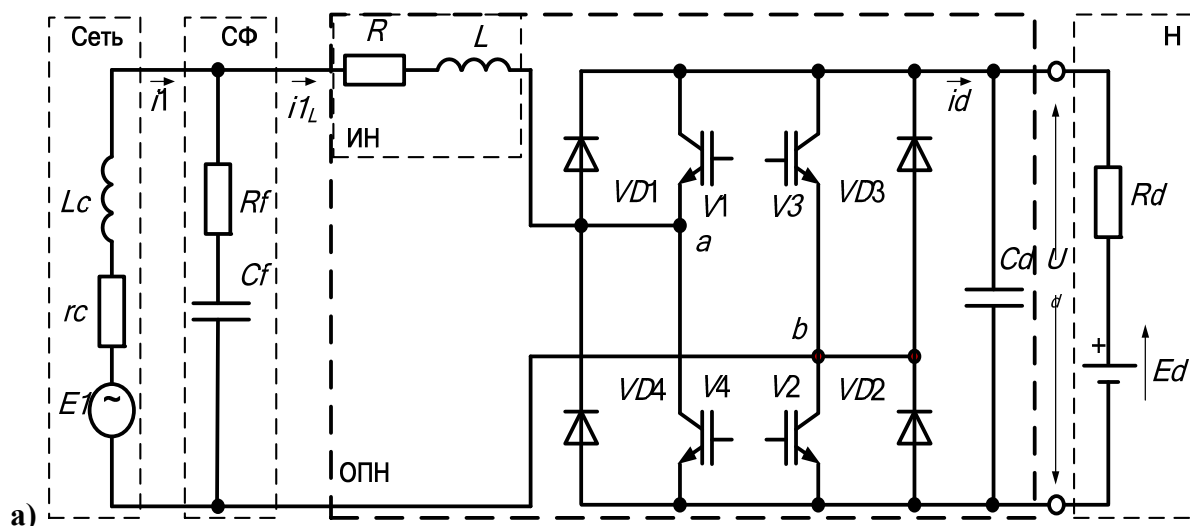 Сеть
СФ
R
L
Н
i1
i1L
id
ИН
Lc
Rf
VD1
V1
V3
VD3
Rd
a
Cf
Cd
U
d
rc
b
+
E1
~
VD4
V4
V2
VD2
Ed
ОПН
а)